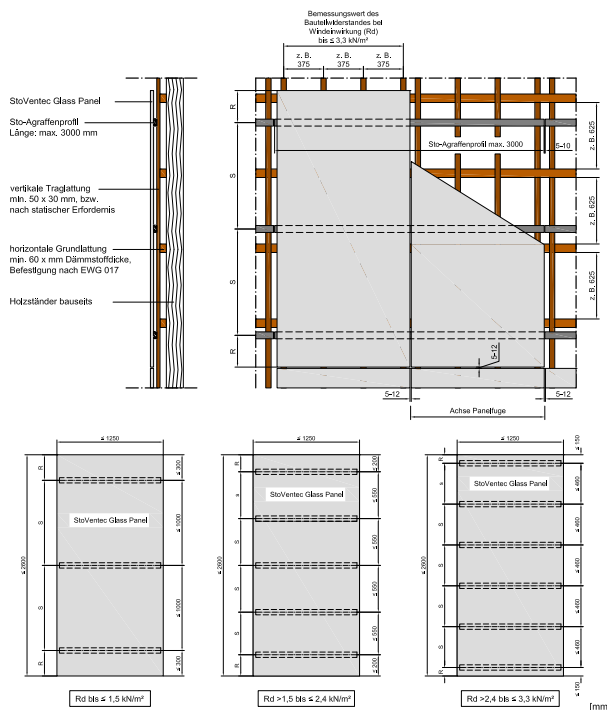 Bemessungswert des
Bauteilwiderstandes bei
Windeinwirkung (Rd)
bis ≤ 3,3 kN/m²
z. B.
375
z. B.
375
z. B.
375
StoVentec Glass Panel
Sto-Agraffenprofil
Länge: max. 3000 mm
vertikale Traglattung
min. 50 x 30 mm, bzw.
nach statischer Erfordernis
horizontale Grundlattung
min. 60 x mm Dämmstoffdicke,
Befestigung nach EWG 017
Holzständer bauseits
R
S
S
R
Sto-Agraffenprofil max. 3000
5-10
z. B. 625
z. B. 625
z. B. 625
5-12
5-12
5-12
Achse Panelfuge
≤ 1250
R
S
S
R
≤ 2600
StoVentec Glass Panel
≤ 300
≤ 1000
≤ 1000
≤ 300
Rd bis ≤ 1,5 kN/m²
≤ 1250
R
s
S
S
R
≤ 2600
StoVentec Glass Panel
≤ 200
≤ 550
≤ 550
≤ 550
≤ 200
Rd >1,5 bis ≤ 2,4 kN/m²
≤ 1250
R
s
S
S
S
R
≤ 2600
StoVentec Glass Panel
≤ 150
≤ 460
≤ 460
≤ 460
≤ 460
≤ 460
≤ 150
Rd >2,4 bis ≤ 3,3 kN/m²
[mm